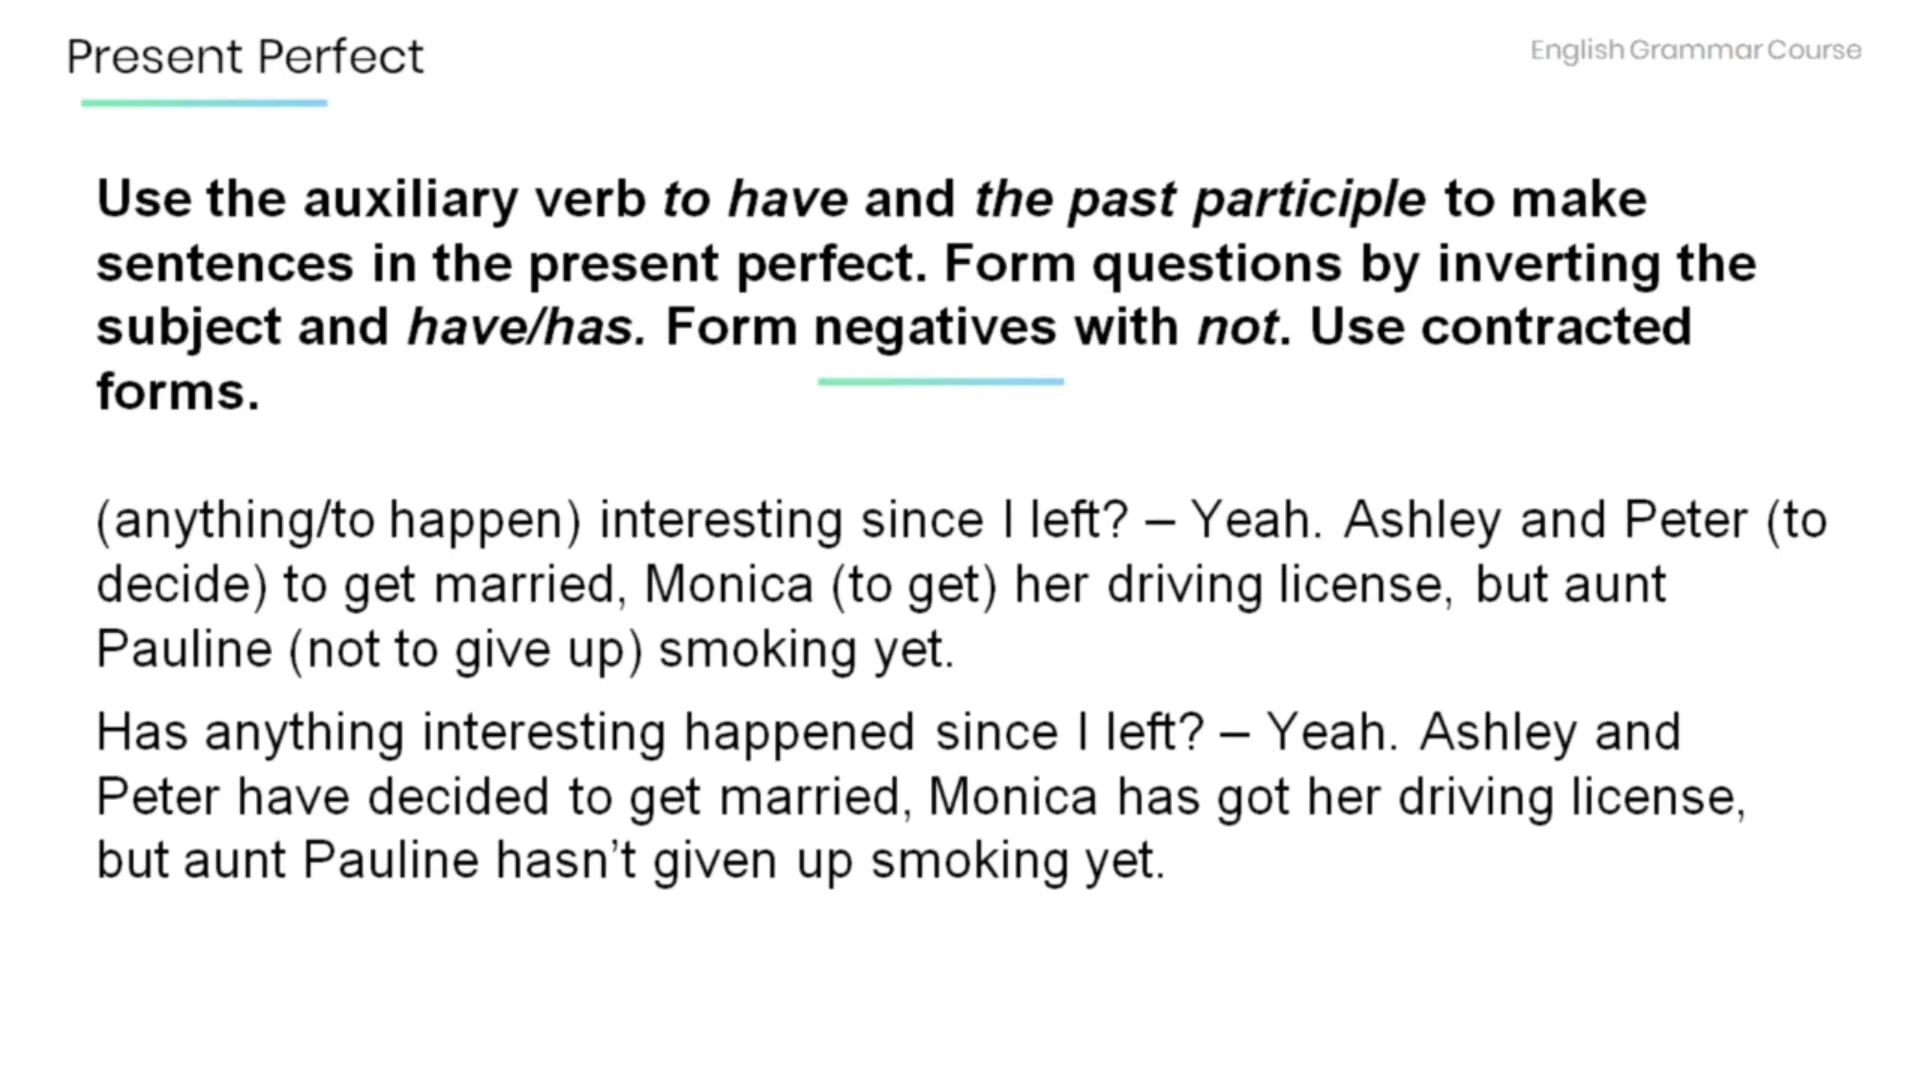 Present Perfect
English Grammar Course
Use the auxiliary verb to have and the past participle to make
sentences in the present perfect. Form questions by inverting the
subject and have/has. Form negatives with not. Use contracted
forms.
(anything/to happen) interesting since I left? – Yeah. Ashley and Peter (to
decide) to get married, Monica (to get) her driving license, but aunt
Pauline (not to give up) smoking yet.
Has anything interesting happened since I left? – Yeah. Ashley and
Peter have decided to get married, Monica has got her driving license,
but aunt Pauline hasn’t given up smoking yet.